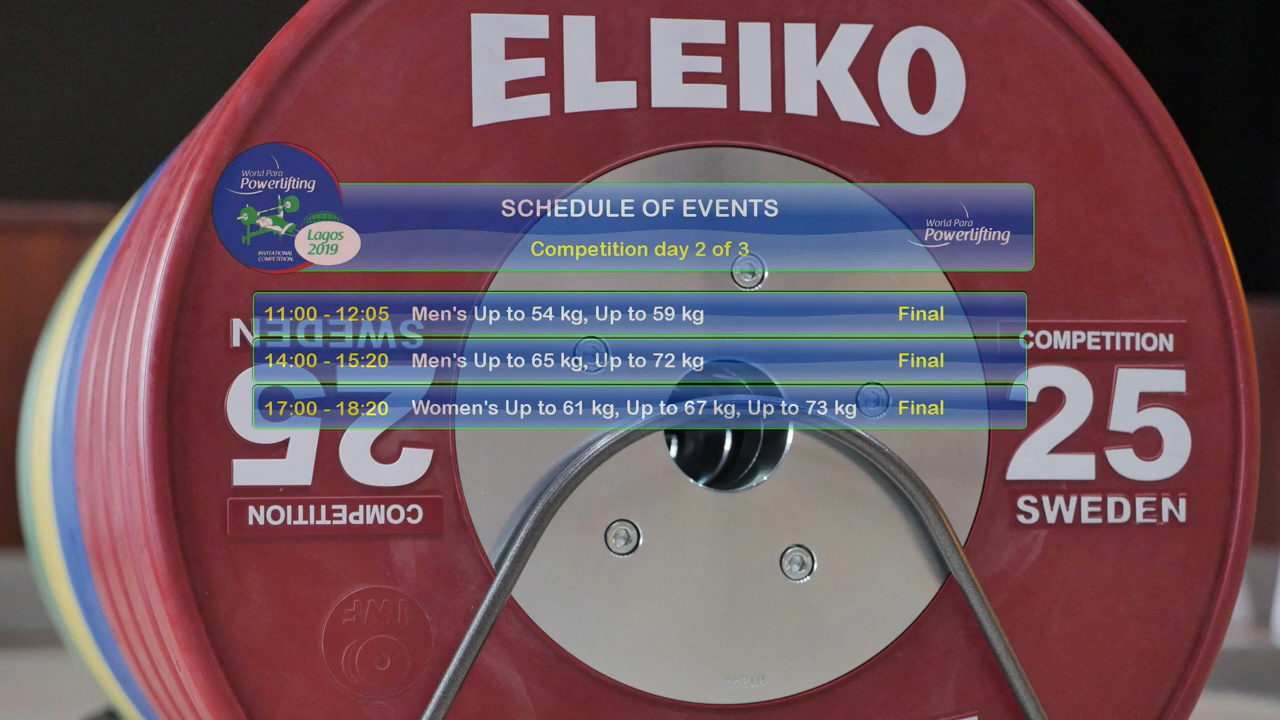 ELEIKO
World Para
Powerlifting
Lagos
2019
INVITATIONAL
COMPETITION
SCHEDULE OF EVENTS
Competition day 2 of 3
World Para
Powerlifting
11:00 - 12:05 Men's Up to 54 kg, Up to 59 kg Final
14:00 - 15:20 Men's Up to 65 kg, Up to 72 kg Final
17:00 - 18:20 Women's Up to 61 kg, Up to 67 kg, Up to 73 kg Final
SWEDEN
25
COMPETITION
COMPETITION
25
SWEDEN
IWF